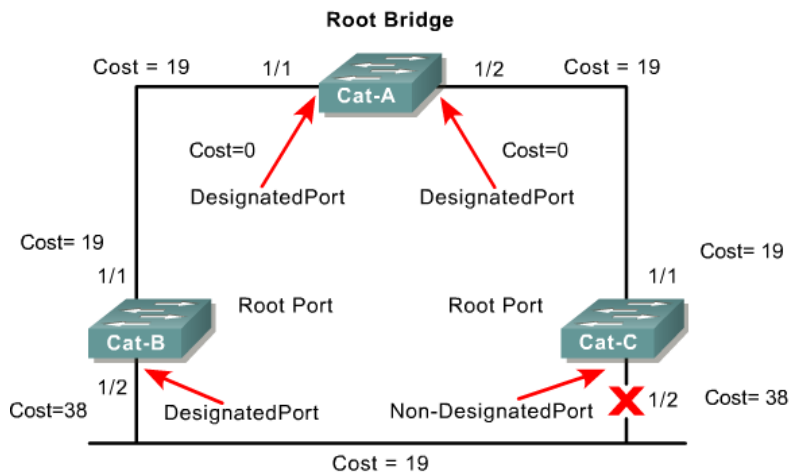 Root Bridge
Cost = 19
1/1
1/2
Cost = 19
Cat-A
Cost=0
Cost=0
DesignatedPort
DesignatedPort
Cost= 19
Cost= 19
1/1
1/1
Root Port
Root Port
Cat-B
Cat-C
1/2
1/2
Cost=38
DesignatedPort
Non-DesignatedPort
Cost= 38
Cost = 19